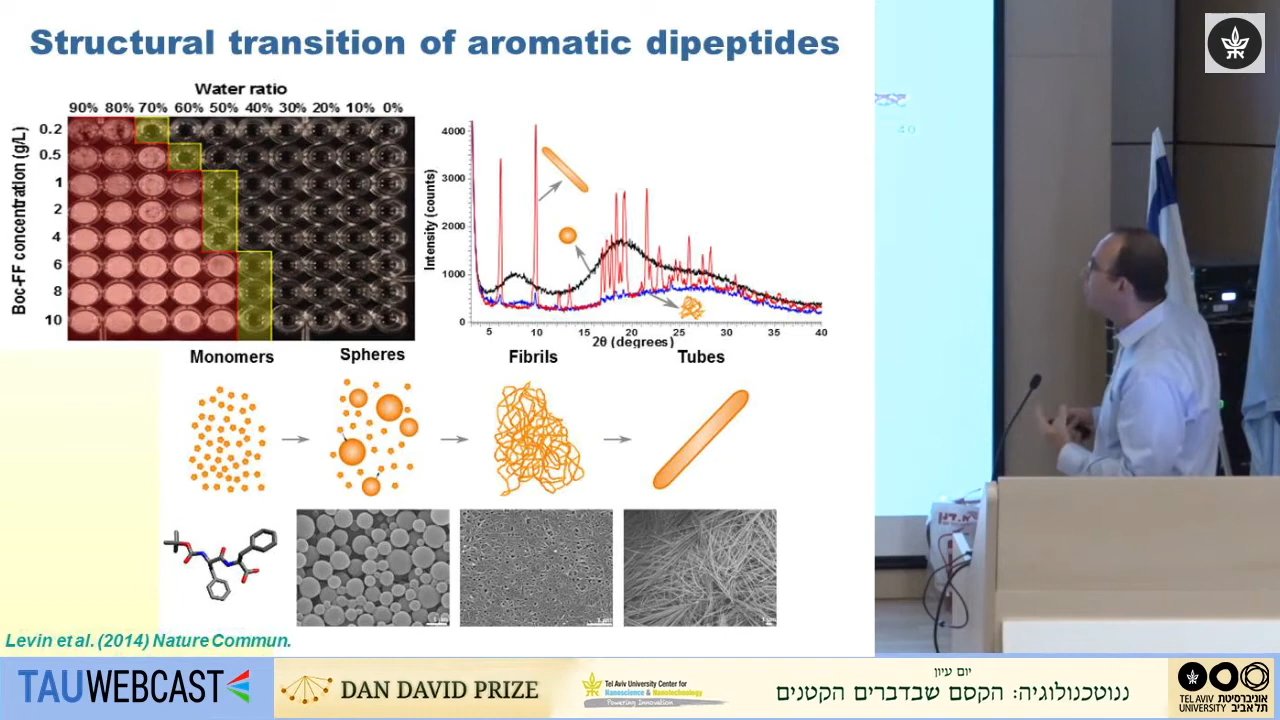 Structural transition of aromatic dipeptides
Water ratio
90% 80% 70% 60% 50% 40% 30% 20% 10% 0%
Boc-FF concentration (g/L)
0.2
0.5
1
2
4
6
8
10
Intensity (counts)
4000
3000
2000
1000
0
5 10 15 20 25 30 35 40
2θ (degrees)
Monomers Spheres Fibrils Tubes
Levin et al. (2014) Nature Commun.
TAUWEBCAST
DAN DAVID PRIZE
Tel Aviv University Center for
Nanoscience & Nanotechnology
Powering Innovation
יום עיון
ננוטכנולוגיה: הקסם שבדברים הקטנים
TEL AVIV אוניברסיטת
UNIVERSITY תל אביב